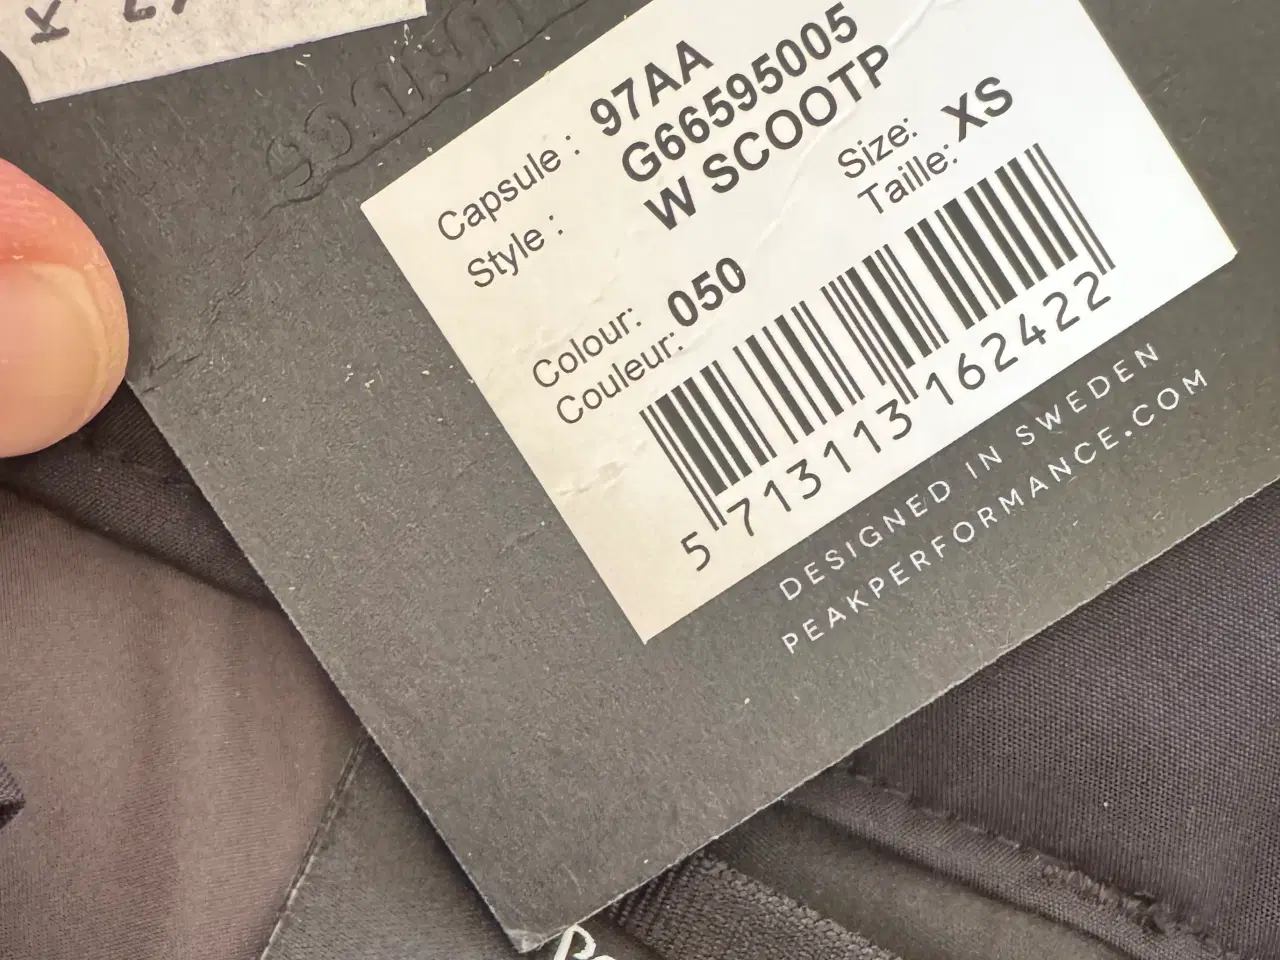 Capsule : 97AA
Style : G66595005
W SCOOTP
Size: XS
Taille:
Colour: 050
Couleur:
5 713113 162422
DESIGNED IN SWEDEN
PEAKPERFORMANCE.COM